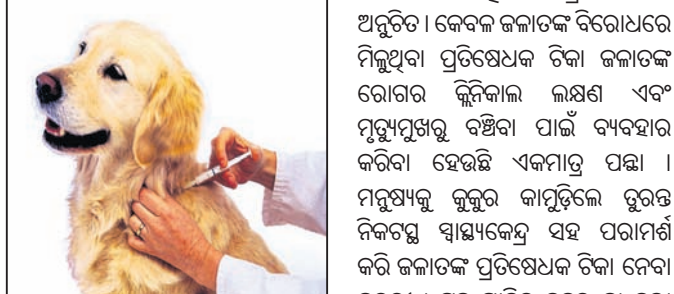 ଅନୁଚିତ । କେବଳ ଜଳାତଙ୍କ ବିରୋଧରେ
ମିଳୁଥିବା ପ୍ରତିଷେଧକ ଟିକା ଜଳାତଙ୍କ
ରୋଗର କ୍ଲିନିକାଲ ଲକ୍ଷଣ ଏବଂ
ମୃତ୍ୟୁମୁଖରୁ ବଞ୍ଚିବା ପାଇଁ ବ୍ୟବହାର
କରିବା ହେଉଛି ଏକମାତ୍ର ପନ୍ଥା ।
ମନୁଷ୍ୟକୁ କୁକୁର କାମୁଡ଼ିଲେ ତୁରନ୍ତ
ନିକଟସ୍ଥ ସ୍ୱାସ୍ଥ୍ୟକେନ୍ଦ୍ର ସହ ପରାମର୍ଶ
କରି ଜଳାତଙ୍କ ପ୍ରତିଷେଧକ ଟିକା ନେବା